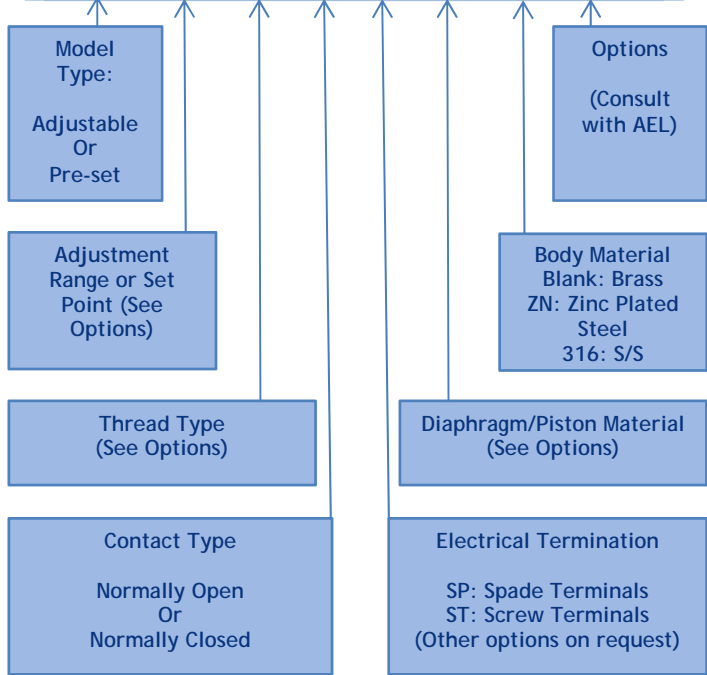 Model
Type:
Adjustable
Or
Pre-set
Options
(Consult
with AEL)
Adjustment
Range or Set
Point (See
Options)
Body Material
Blank: Brass
ZN: Zinc Plated
Steel
316: S/S
Thread Type
(See Options)
Diaphragm/Piston Material
(See Options)
Contact Type
Normally Open
Or
Normally Closed
Electrical Termination
SP: Spade Terminals
ST: Screw Terminals
(Other options on request)